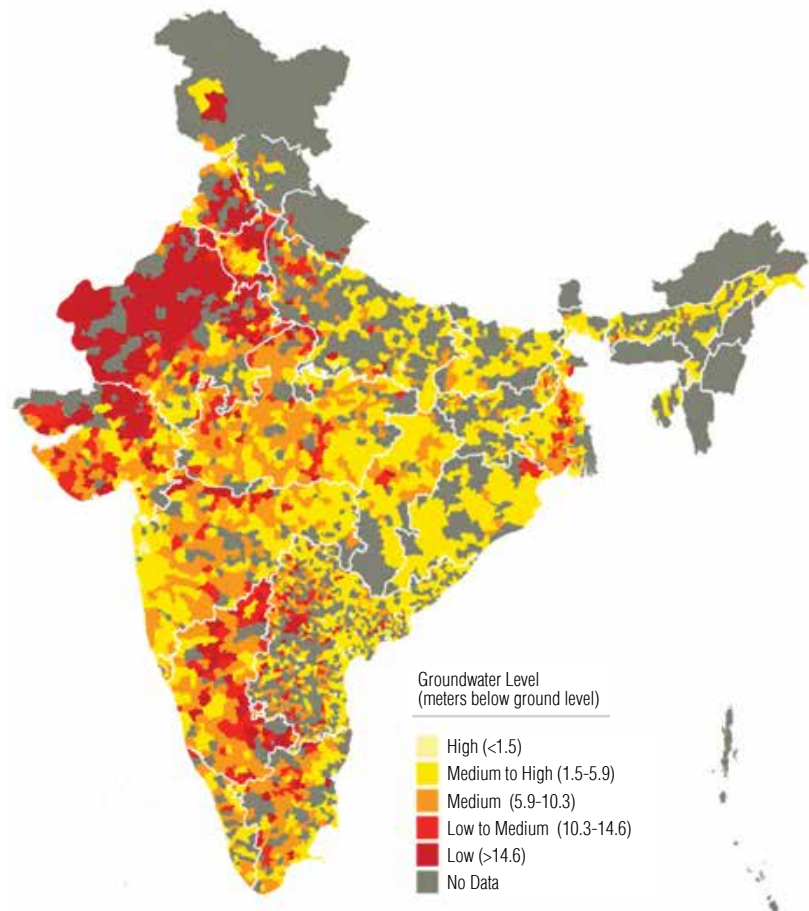 Groundwater Level
(meters below ground level)
High (<1.5)
Medium to High (1.5-5.9)
Medium (5.9-10.3)
Low to Medium (10.3-14.6)
Low (>14.6)
No Data